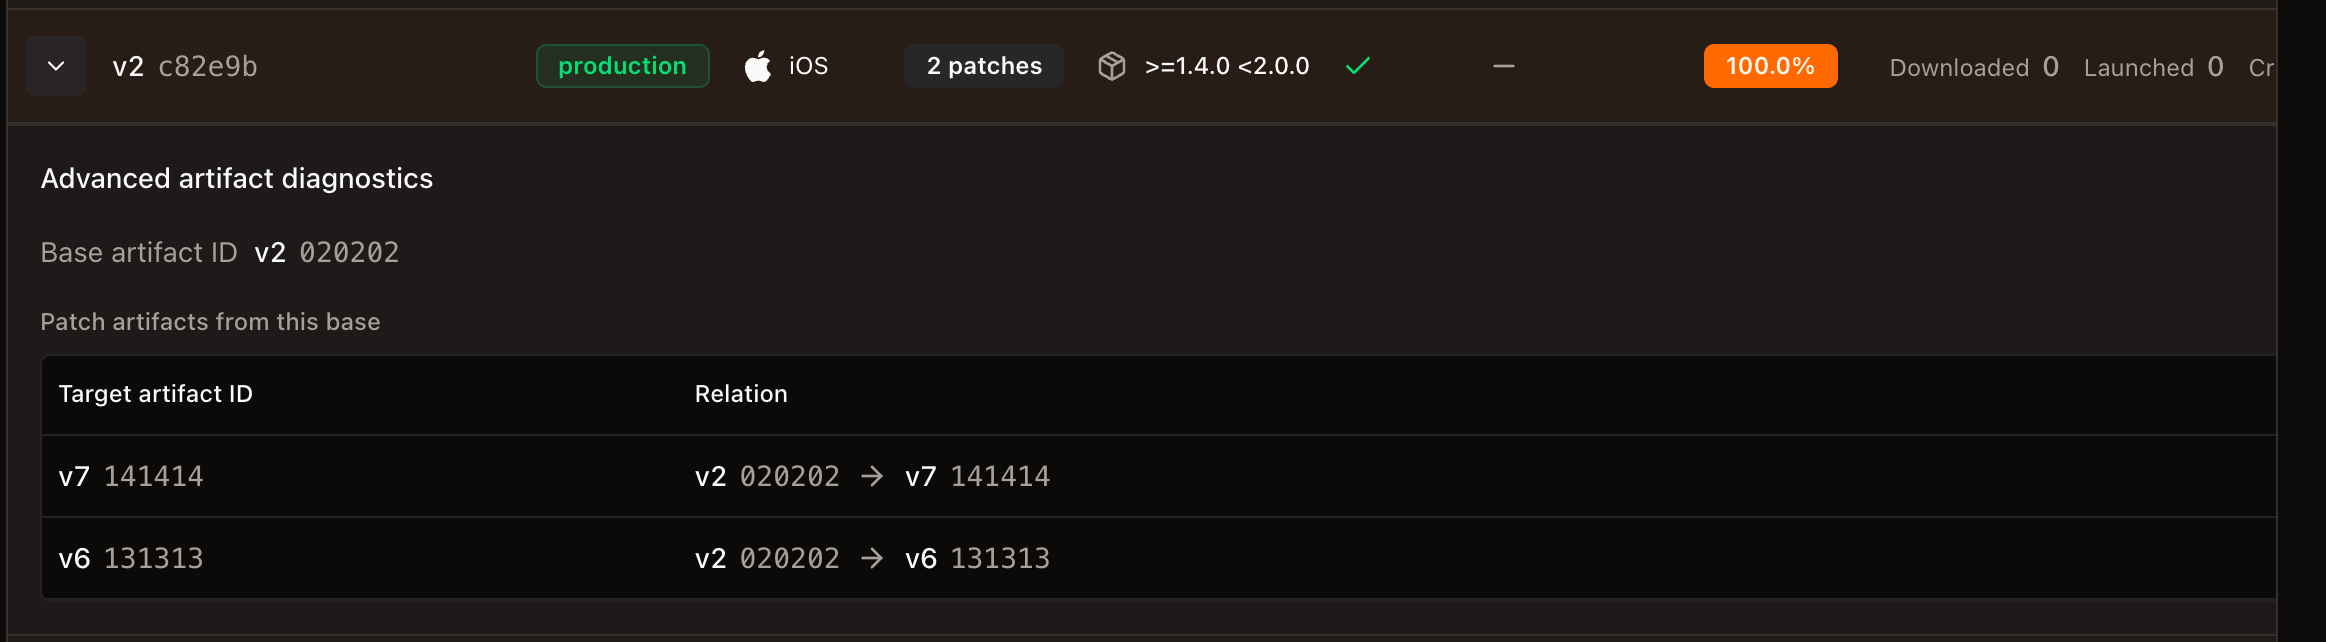 v2 c82e9b production iOS 2 patches >=1.4.0 <2.0.0 — 100.0% Downloaded 0 Launched 0 Cr
Advanced artifact diagnostics
Base artifact ID v2 020202
Patch artifacts from this base
Target artifact ID Relation
v7 141414 v2 020202 → v7 141414
v6 131313 v2 020202 → v6 131313